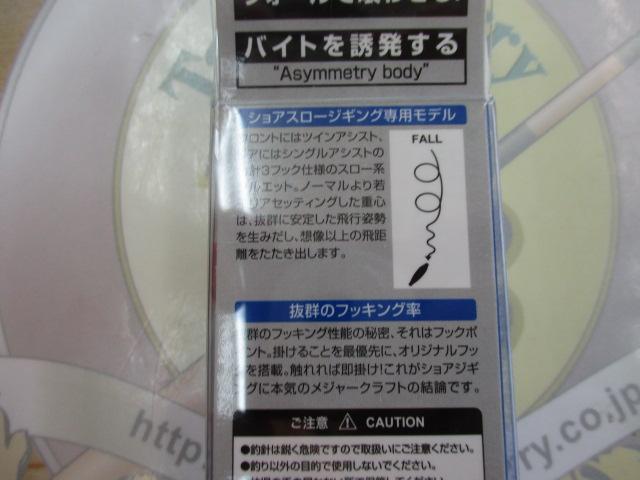 バイトを誘発する
"Asymmetry body"
ショアスロージギング専用モデル
FALL
フロントにはツインアシスト、
アにはシングルアシストの
計3フック仕様のスロー系
ルエット。ノーマルより若
リアセッティングした重心
は、抜群に安定した飛行姿勢
を生みだし、想像以上の飛距
離をたたき出します。
抜群のフッキング率
群のフッキング性能の秘密、それはフックポ
ント。掛けることを最優先に、オリジナルフッ
を搭載。触れれば即掛け!これがショアジギ
グに本気のメジャークラフトの結論です。
ご注意 CAUTION
●釣針は鋭く危険ですので取扱いにご注意ください。
●釣り以外の目的で使用しないでください。
http
ry.co.jp